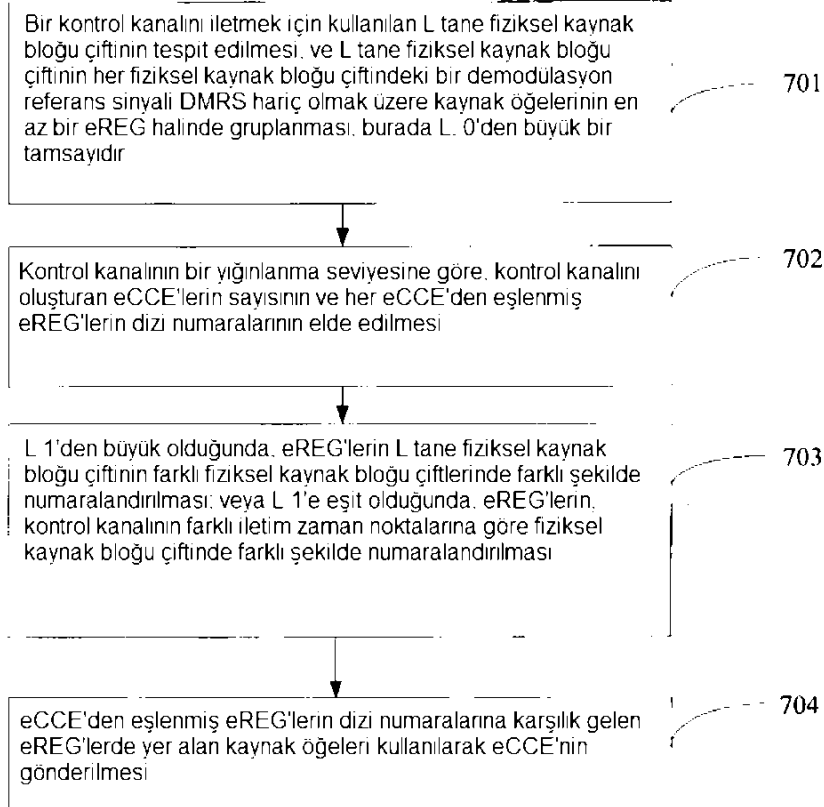 Bir kontrol kanalını iletmek için kullanılan L tane fiziksel kaynak
bloğu çiftinin tespit edilmesi, ve L tane fiziksel kaynak bloğu
çiftinin her fiziksel kaynak bloğu çiftindeki bir demodülasyon
referans sinyali DMRS hariç olmak üzere kaynak öğelerinin en
az bir eREG halinde gruplanması, burada L, 0'den büyük bir
tamsayıdır
701
Kontrol kanalının bir yığınlanma seviyesine göre, kontrol kanalını
oluşturan eCCE'lerin sayısının ve her eCCE'den eşlenmiş
eREG'lerin dizi numaralarının elde edilmesi
702
L 1'den büyük olduğunda, eREG'lerin L tane fiziksel kaynak
bloğu çiftinin farklı fiziksel kaynak bloğu çiftlerinde farklı şekilde
numaralandırılması; veya L 1'e eşit olduğunda, eREG'lerin,
kontrol kanalının farklı iletim zaman noktalarına göre fiziksel
kaynak bloğu çiftinde farklı şekilde numaralandırılması
703
eCCE'den eşlenmiş eREG'lerin dizi numaralarına karşılık gelen
eREG'lerde yer alan kaynak öğeleri kullanılarak eCCE'nin
gönderilmesi
704